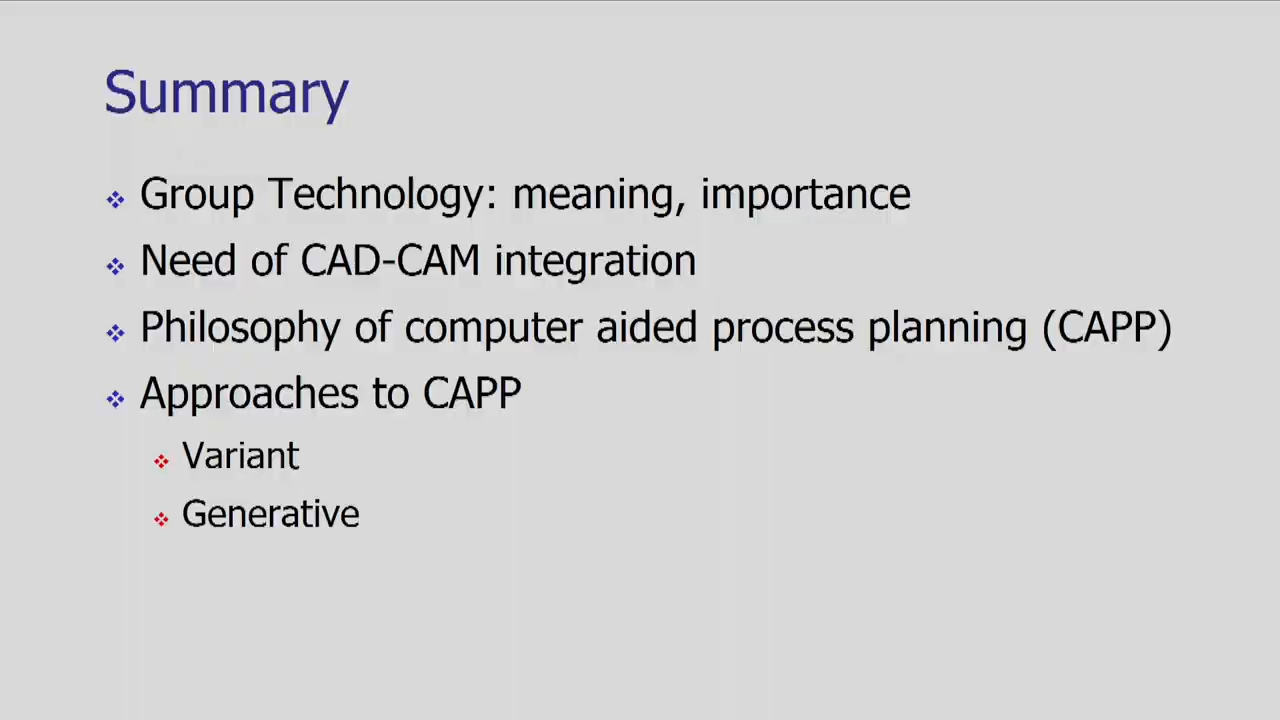 Summary
Group Technology: meaning, importance
Need of CAD-CAM integration
Philosophy of computer aided process planning (CAPP)
Approaches to CAPP
Variant
Generative